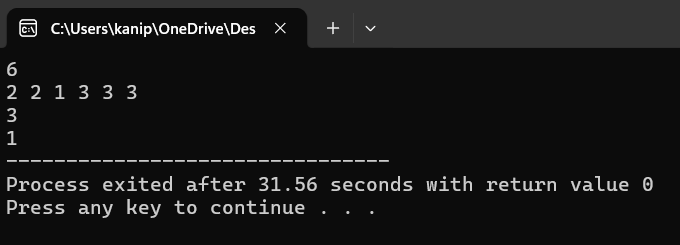 C:\Users\kanip\OneDrive\Des
6
2 2 1 3 3 3
3
1
--------------------------------
Process exited after 31.56 seconds with return value 0
Press any key to continue . . .